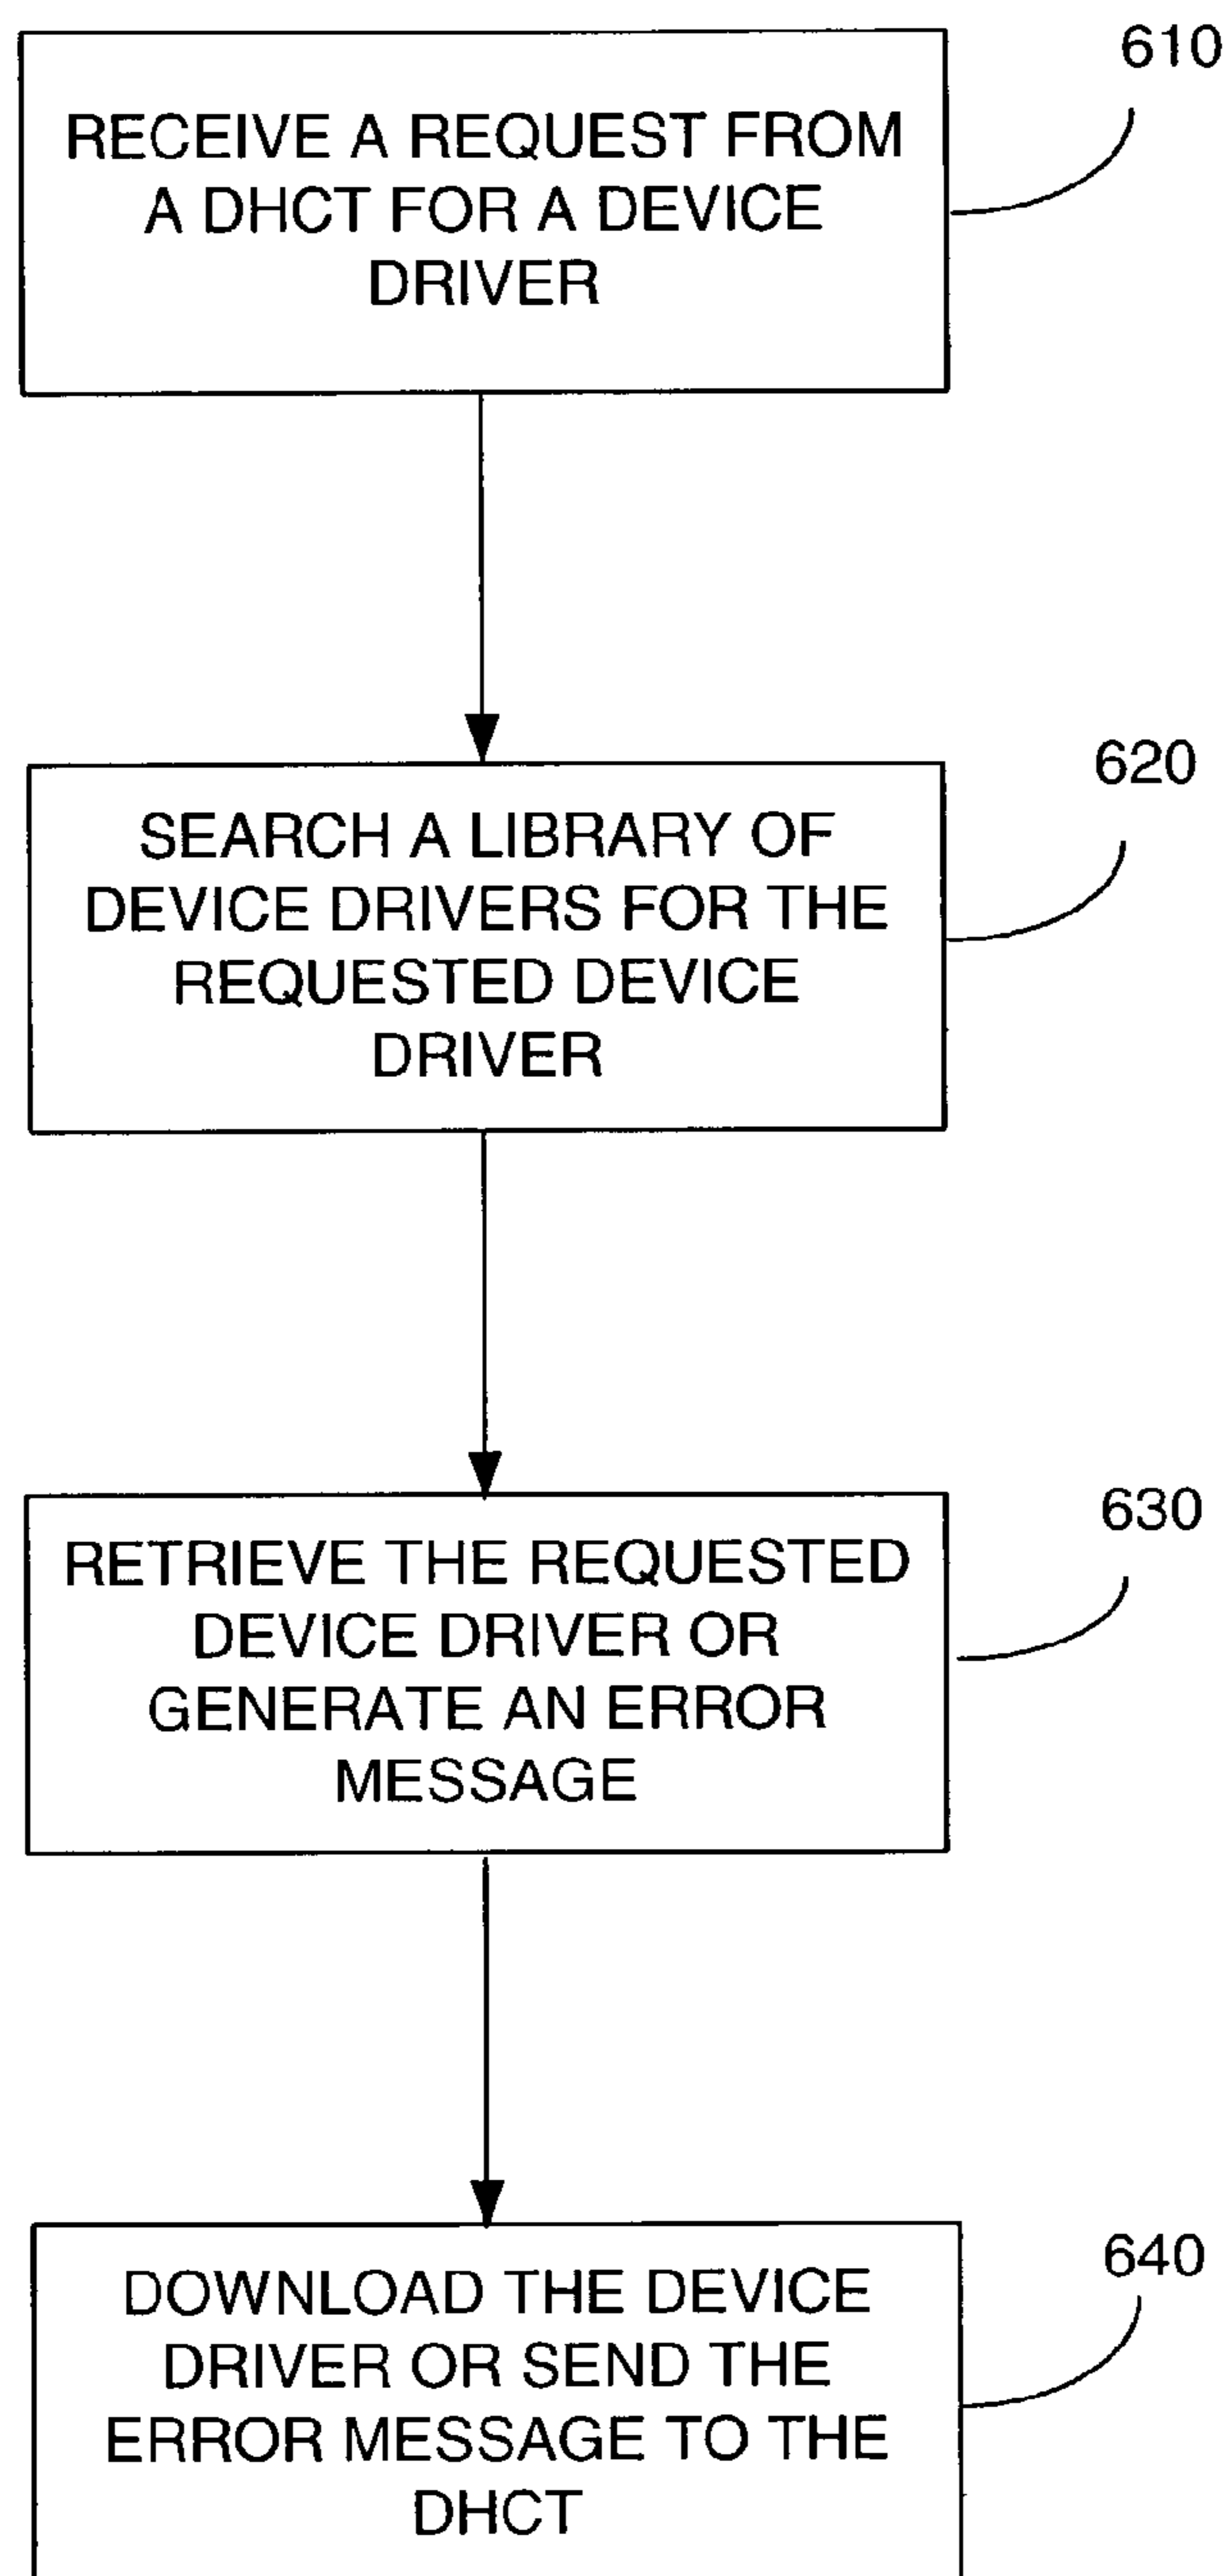 610
RECEIVE A REQUEST FROM
A DHCT FOR A DEVICE
DRIVER
620
SEARCH A LIBRARY OF
DEVICE DRIVERS FOR THE
REQUESTED DEVICE
DRIVER
630
RETRIEVE THE REQUESTED
DEVICE DRIVER OR
GENERATE AN ERROR
MESSAGE
640
DOWNLOAD THE DEVICE
DRIVER OR SEND THE
ERROR MESSAGE TO THE
DHCT